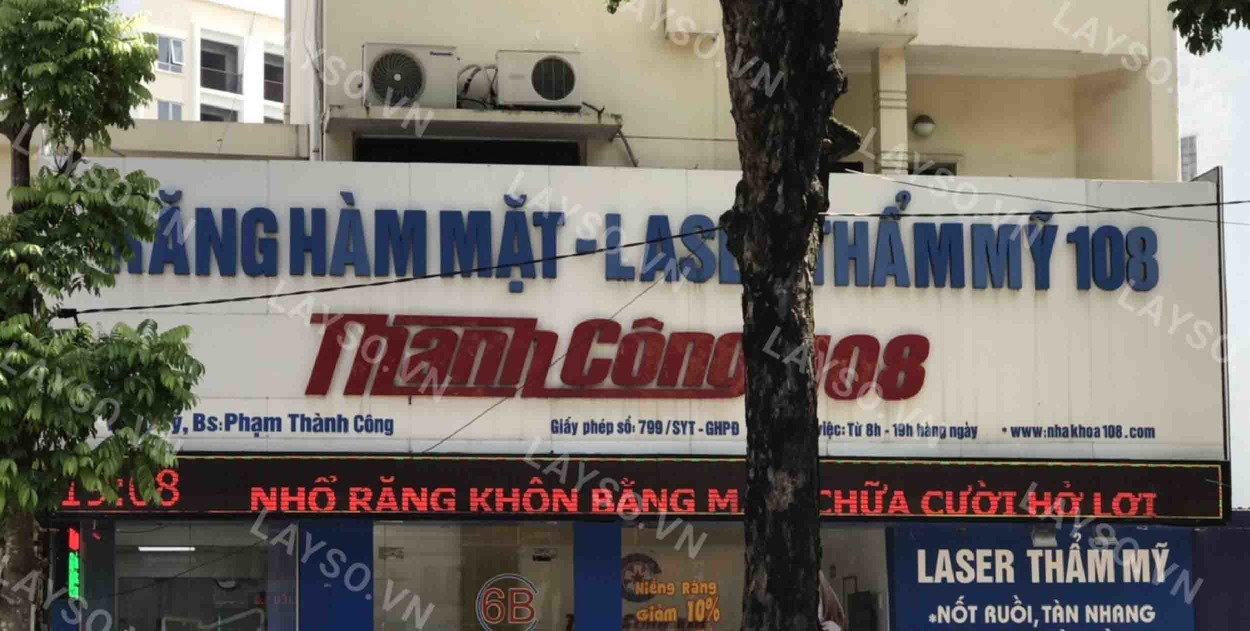 RĂNG HÀM MẶT - LASER THẨM MỸ 108
Thành Công 108
Bs:Phạm Thành Công
Giấy phép số: 799/SYT - GHPĐ việc: Từ 8h - 19h hàng ngày • www:nhakhoa108.com
15:08
NHỔ RĂNG KHÔN BẰNG CHỮA CƯỜI HỞ LỢI
LASER THẨM MỸ
*NỐT RUỒI,TÀN NHANG
6B
Niềng Răng
Giảm 10%
LAYSO.VN